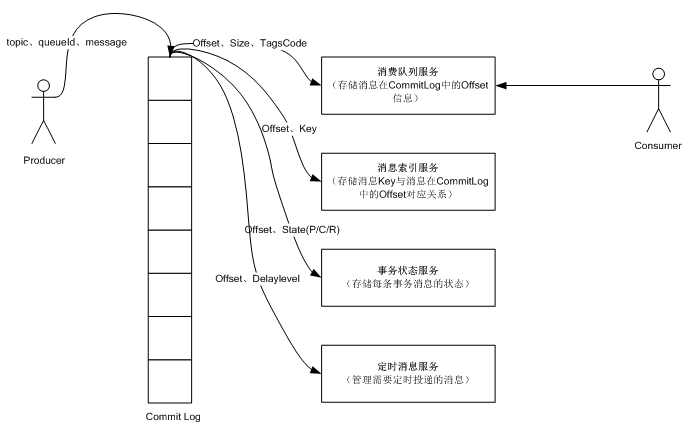 topic、queueId、message
Offset、Size、TagsCode
消费队列服务
（存储消息在CommitLog中的Offset
信息）
Offset、Key
Producer
Consumer
消息索引服务
（存储消息Key与消息在CommitLog
中的Offset对应关系）
Offset、State(P/C/R)
事务状态服务
（存储每条事务消息的状态）
Offset、Delaylevel
定时消息服务
（管理需要定时投递的消息）
Commit Log